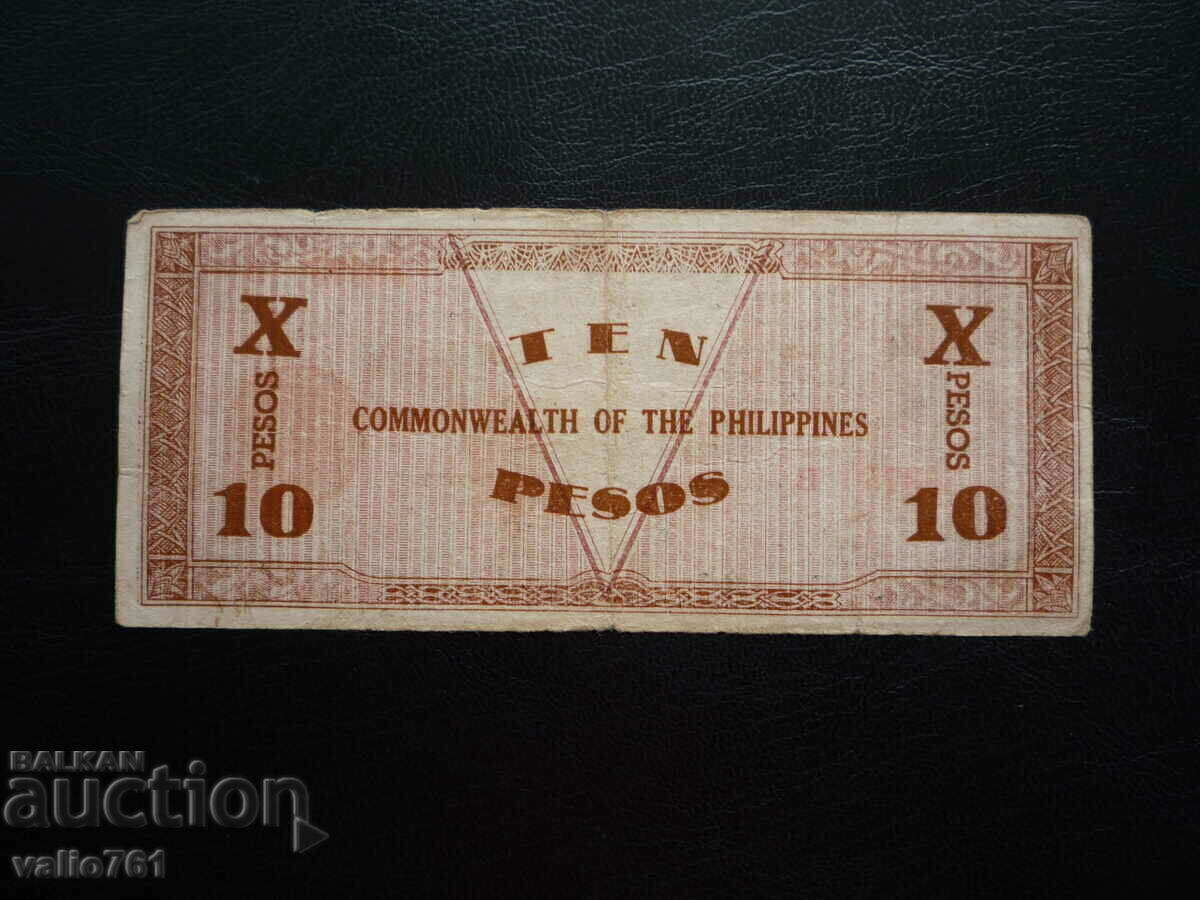 X
X
TEN
PESOS
PESOS
COMMONWEALTH OF THE PHILIPPINES
PESOS
10
10
BALKAN
auction
valio761